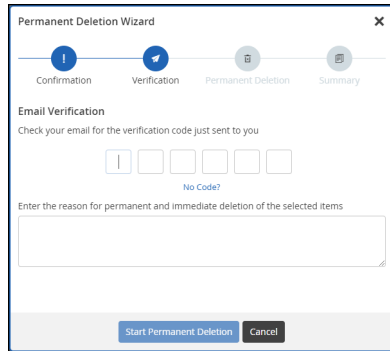 Permanent Deletion Wizard
Confirmation Verification Permanent Deletion Summary
Email Verification
Check your email for the verification code just sent to you
No Code?
Enter the reason for permanent and immediate deletion of the selected items
Start Permanent Deletion Cancel